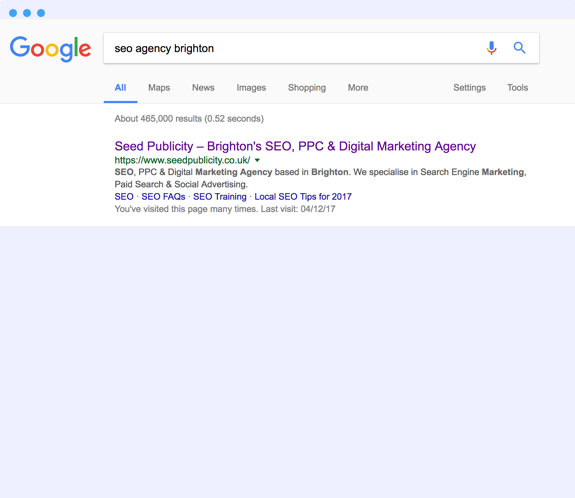 Google
seo agency brighton
All Maps News Images Shopping More Settings Tools
About 465,000 results (0.52 seconds)
Seed Publicity – Brighton's SEO, PPC & Digital Marketing Agency
https://www.seedpublicity.co.uk/
SEO, PPC & Digital Marketing Agency based in Brighton. We specialise in Search Engine Marketing,
Paid Search & Social Advertising.
SEO · SEO FAQs · SEO Training · Local SEO Tips for 2017
You've visited this page many times. Last visit: 04/12/17